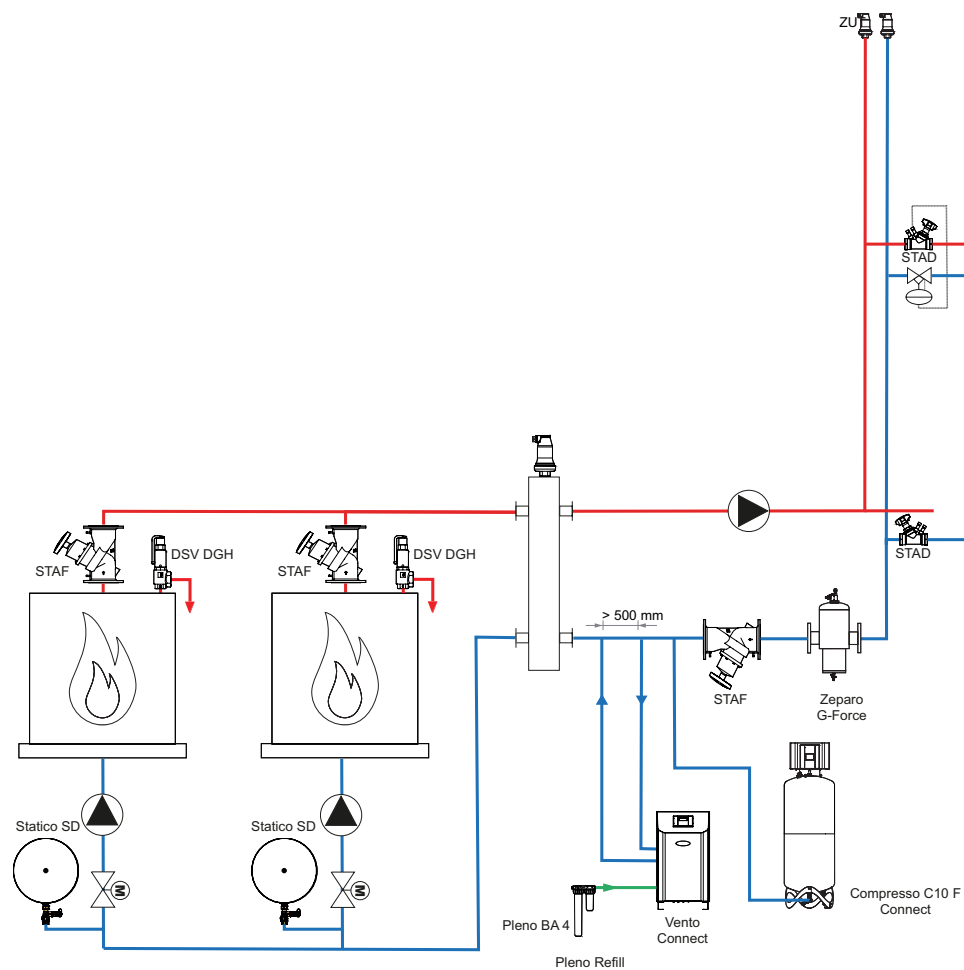 ZU
STAD
STAF
DSV DGH
STAF
DSV DGH
STAD
> 500 mm
STAF
Zeparo
G-Force
Statico SD
M
Statico SD
M
Pleno BA 4
Vento
Connect
Compresso C10 F
Connect
Pleno Refill